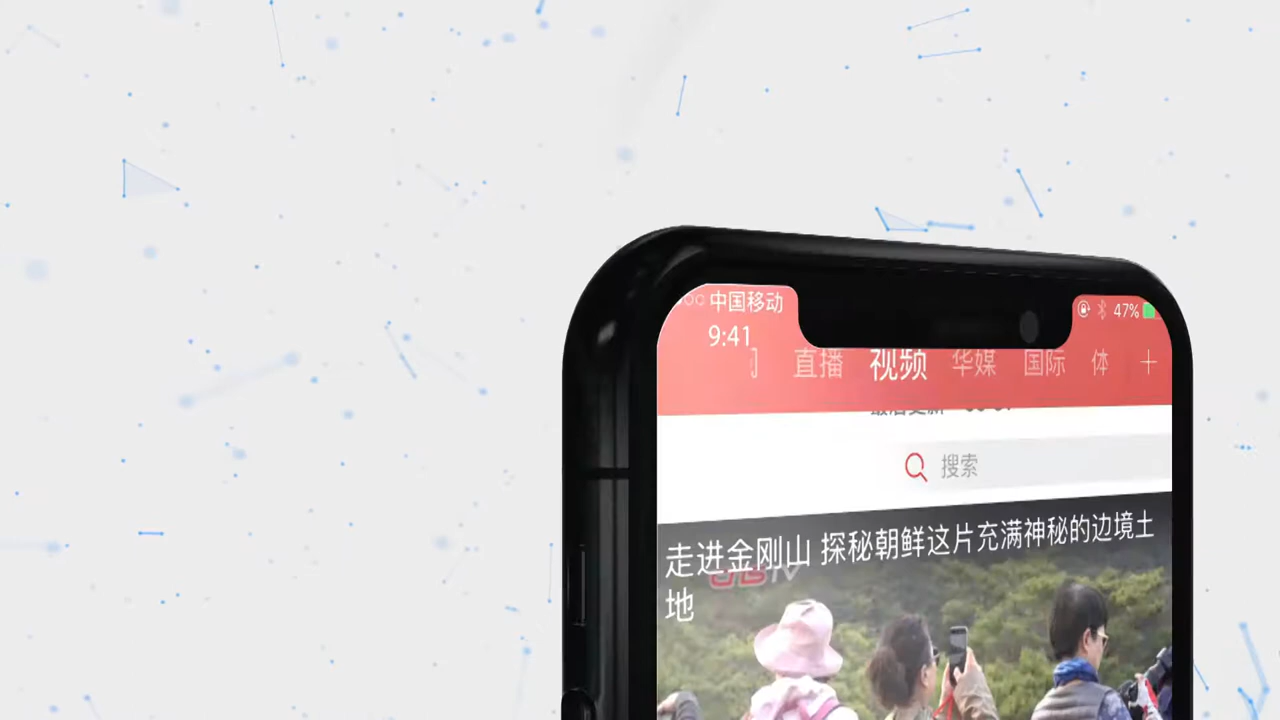 中国移动
47%
9:41
直播 视频 华媒 国际 体 +
搜索
走进金刚山 探秘朝鲜这片充满神秘的边境土
地